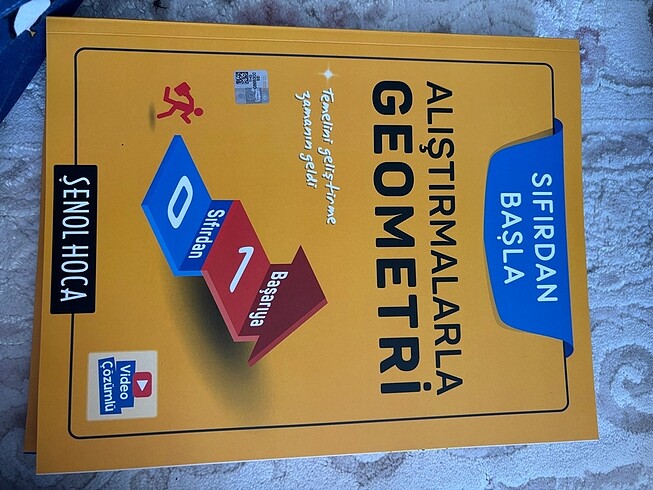 SIFIRDAN
BAŞLA
ALIŞTIRMALARLA
GEOMETRİ
Temelini geliştirme
zamanın geldi
0
Sıfırdan
1
Başarıya
ŞENOL HOCA
Video
Çözümlü